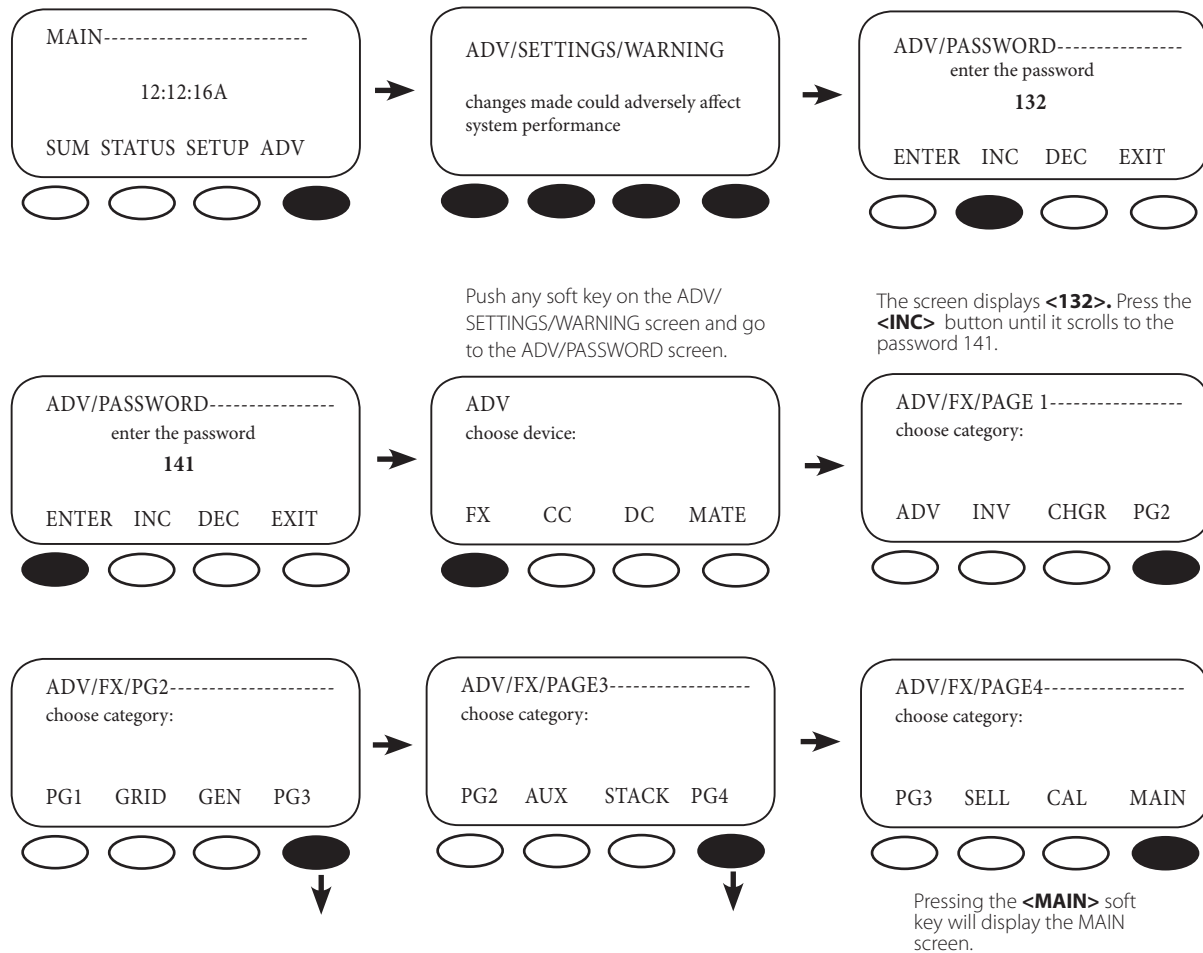 MAIN--------------------------
12:12:16A
SUM STATUS SETUP ADV
ADV/SETTINGS/WARNING
changes made could adversely affect
system performance
ADV/PASSWORD----------------
enter the password
132
ENTER INC DEC EXIT
Push any soft key on the ADV/
SETTINGS/WARNING screen and go
to the ADV/PASSWORD screen.
The screen displays <132>. Press the
<INC> button until it scrolls to the
password 141.
ADV/PASSWORD----------------
enter the password
141
ENTER INC DEC EXIT
ADV
choose device:
FX CC DC MATE
ADV/FX/PAGE 1-----------------
choose category:
ADV INV CHGR PG2
ADV/FX/PG2---------------------
choose category:
PG1 GRID GEN PG3
ADV/FX/PAGE3------------------
choose category:
PG2 AUX STACK PG4
ADV/FX/PAGE4------------------
choose category:
PG3 SELL CAL MAIN
Pressing the <MAIN> soft
key will display the MAIN
screen.